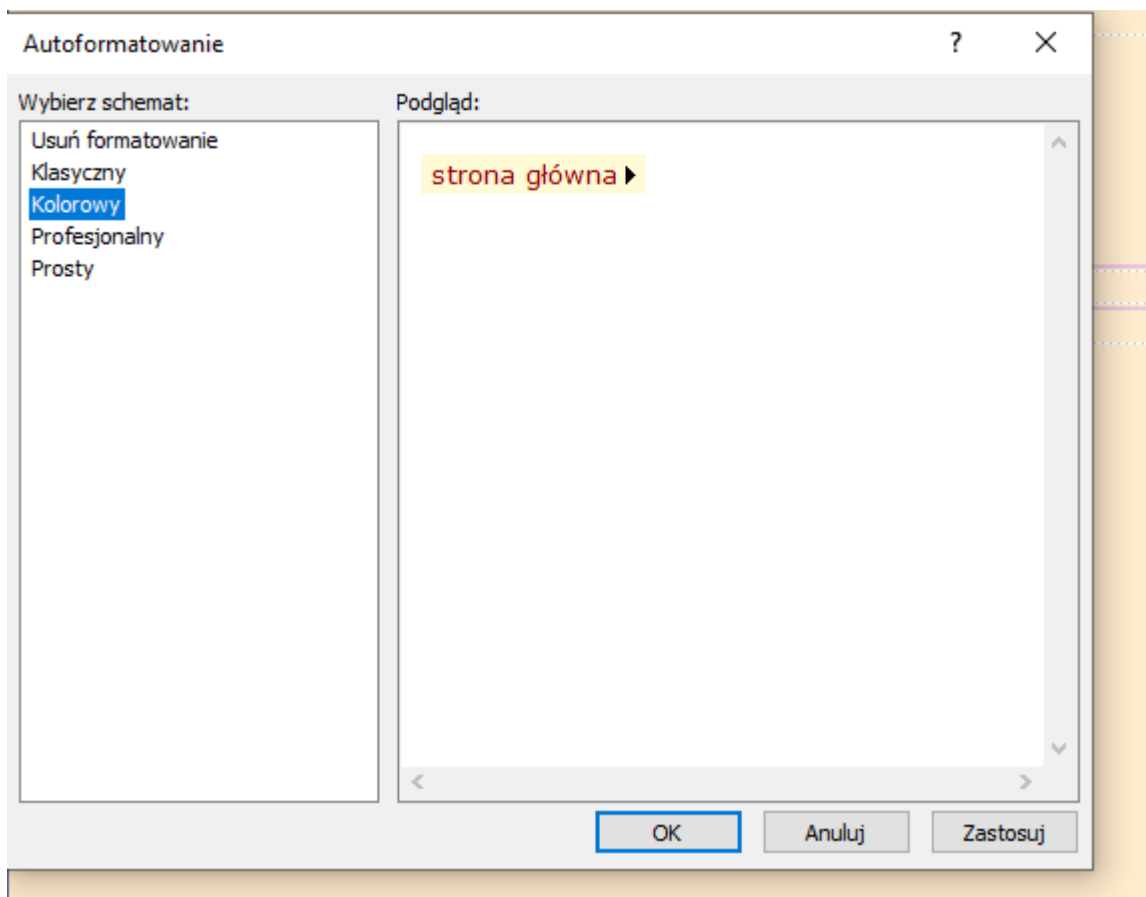 Autoformatowanie ?
Wybierz schemat:
Usuń formatowanie
Klasyczny
Kolorowy
Profesjonalny
Prosty
Podgląd:
strona główna
OK Anuluj Zastosuj